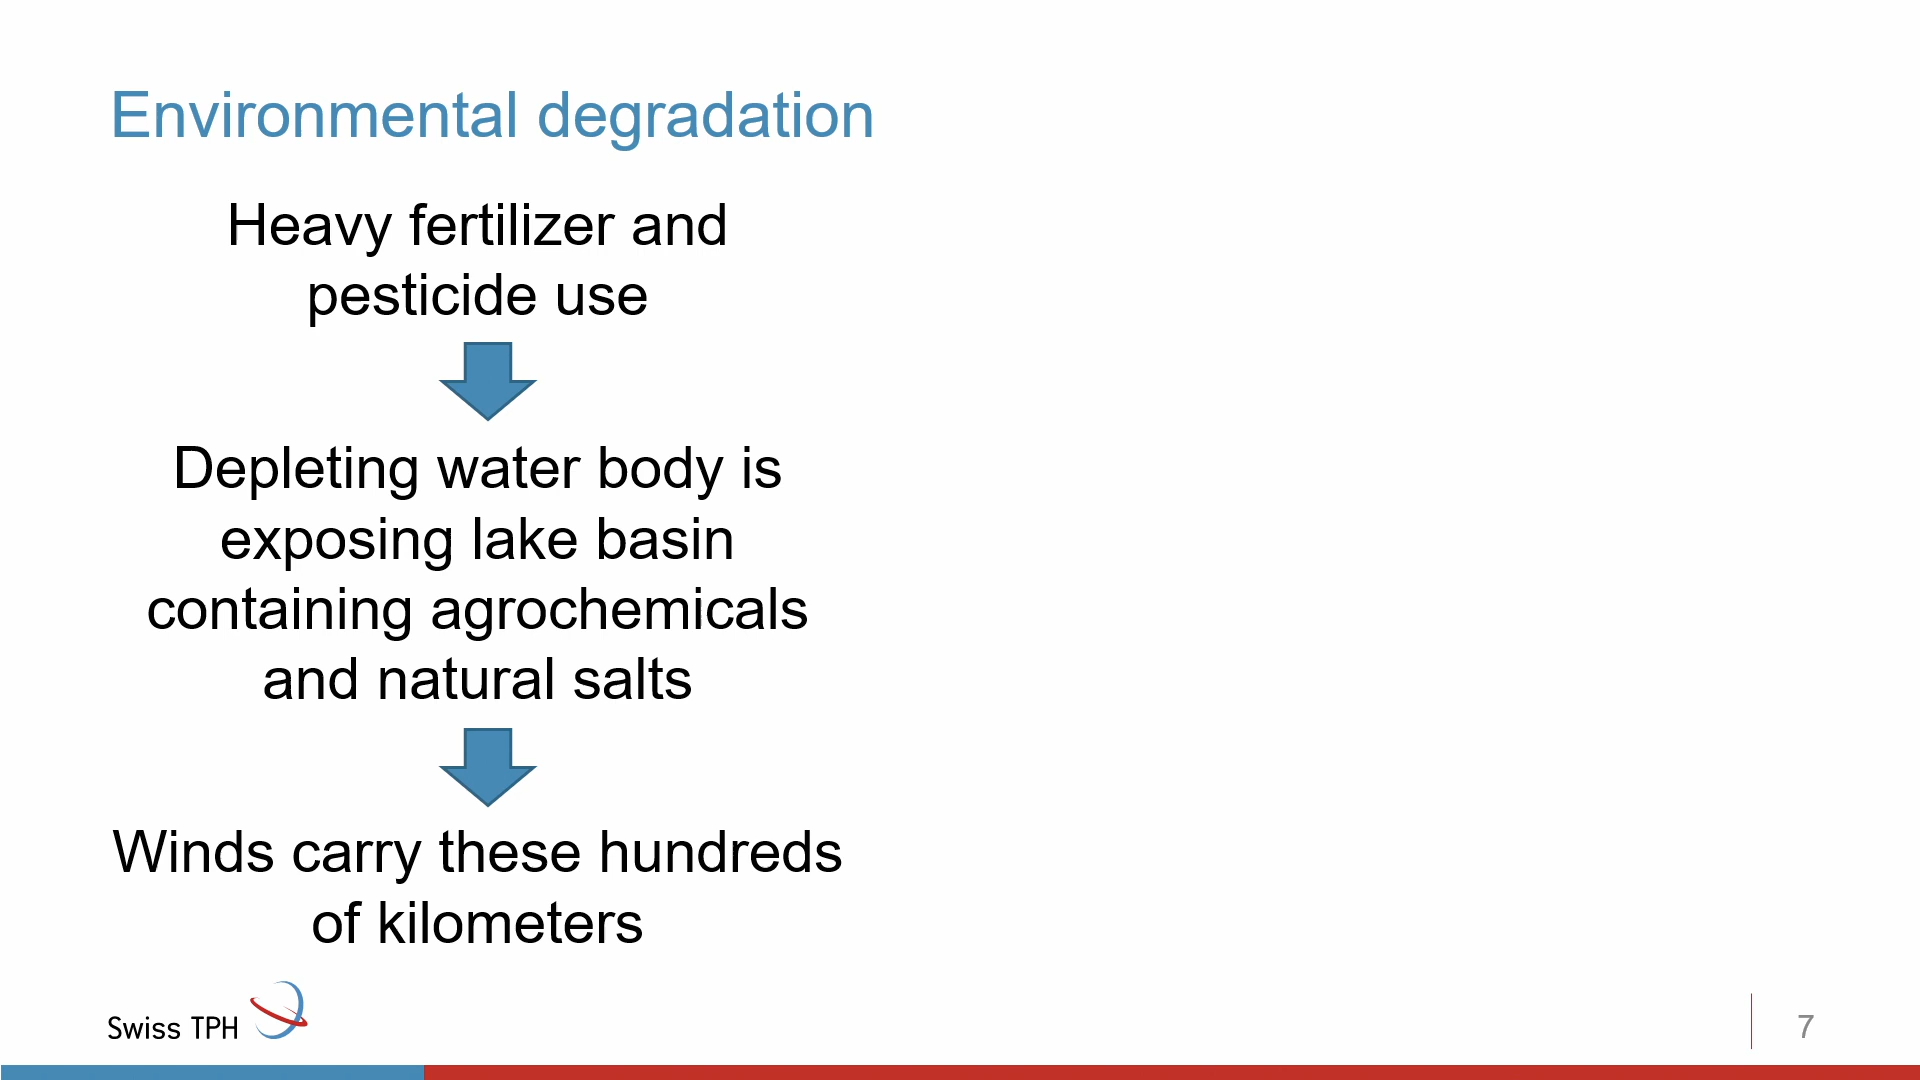 Environmental degradation
Heavy fertilizer and
pesticide use
Depleting water body is
exposing lake basin
containing agrochemicals
and natural salts
Winds carry these hundreds
of kilometers
Swiss TPH
7